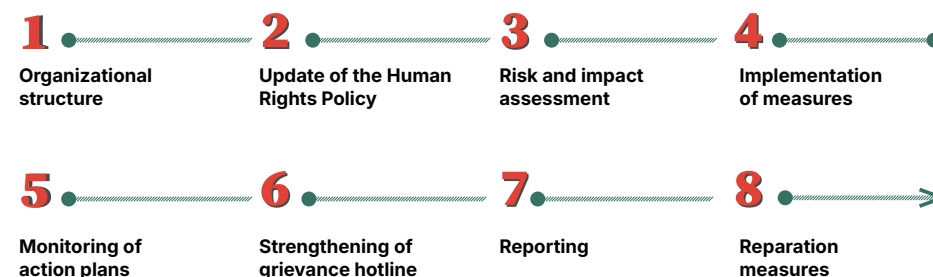 1
2
3
4
Organizational
structure
Update of the Human
Rights Policy
Risk and impact
assessment
Implementation
of measures
5
6
7
8
Monitoring of
action plans
Strengthening of
grievance hotline
Reporting
Reparation
measures